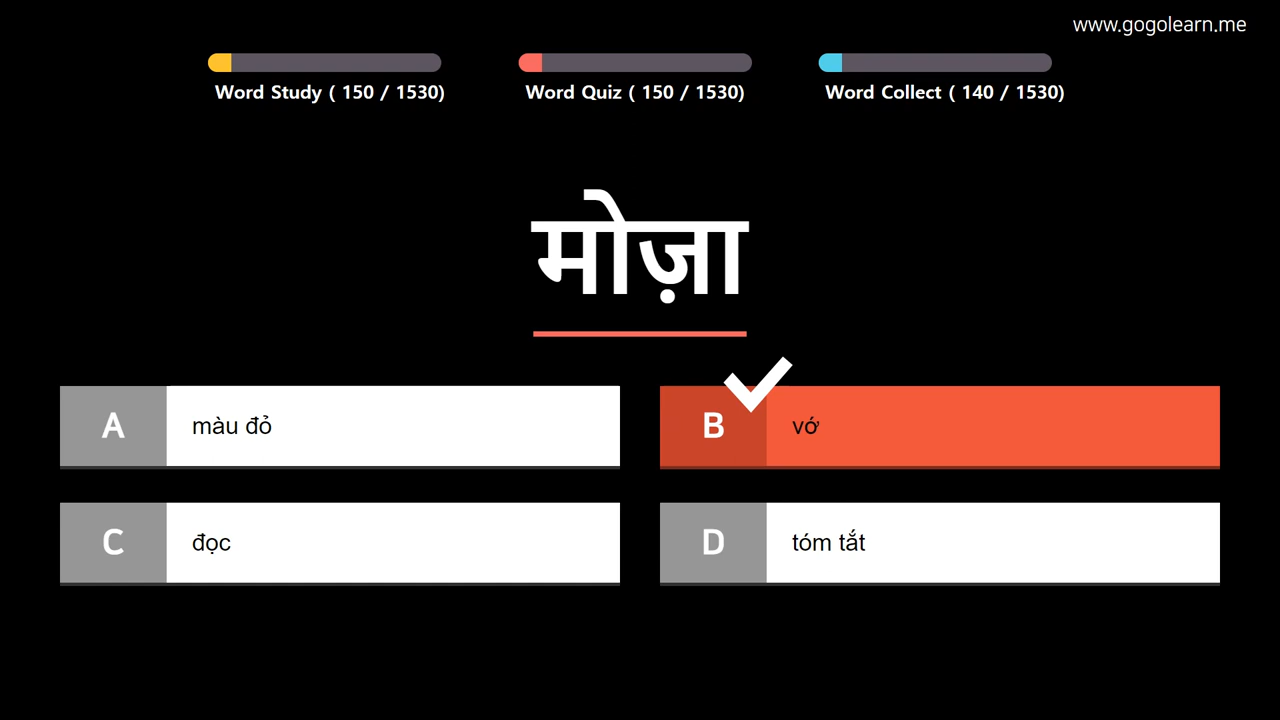 www.gogolearn.me
Word Study ( 150 / 1530)
Word Quiz ( 150 / 1530)
Word Collect ( 140 / 1530)
मोज़ा
A màu đỏ
B vớ
C đọc
D tóm tắt